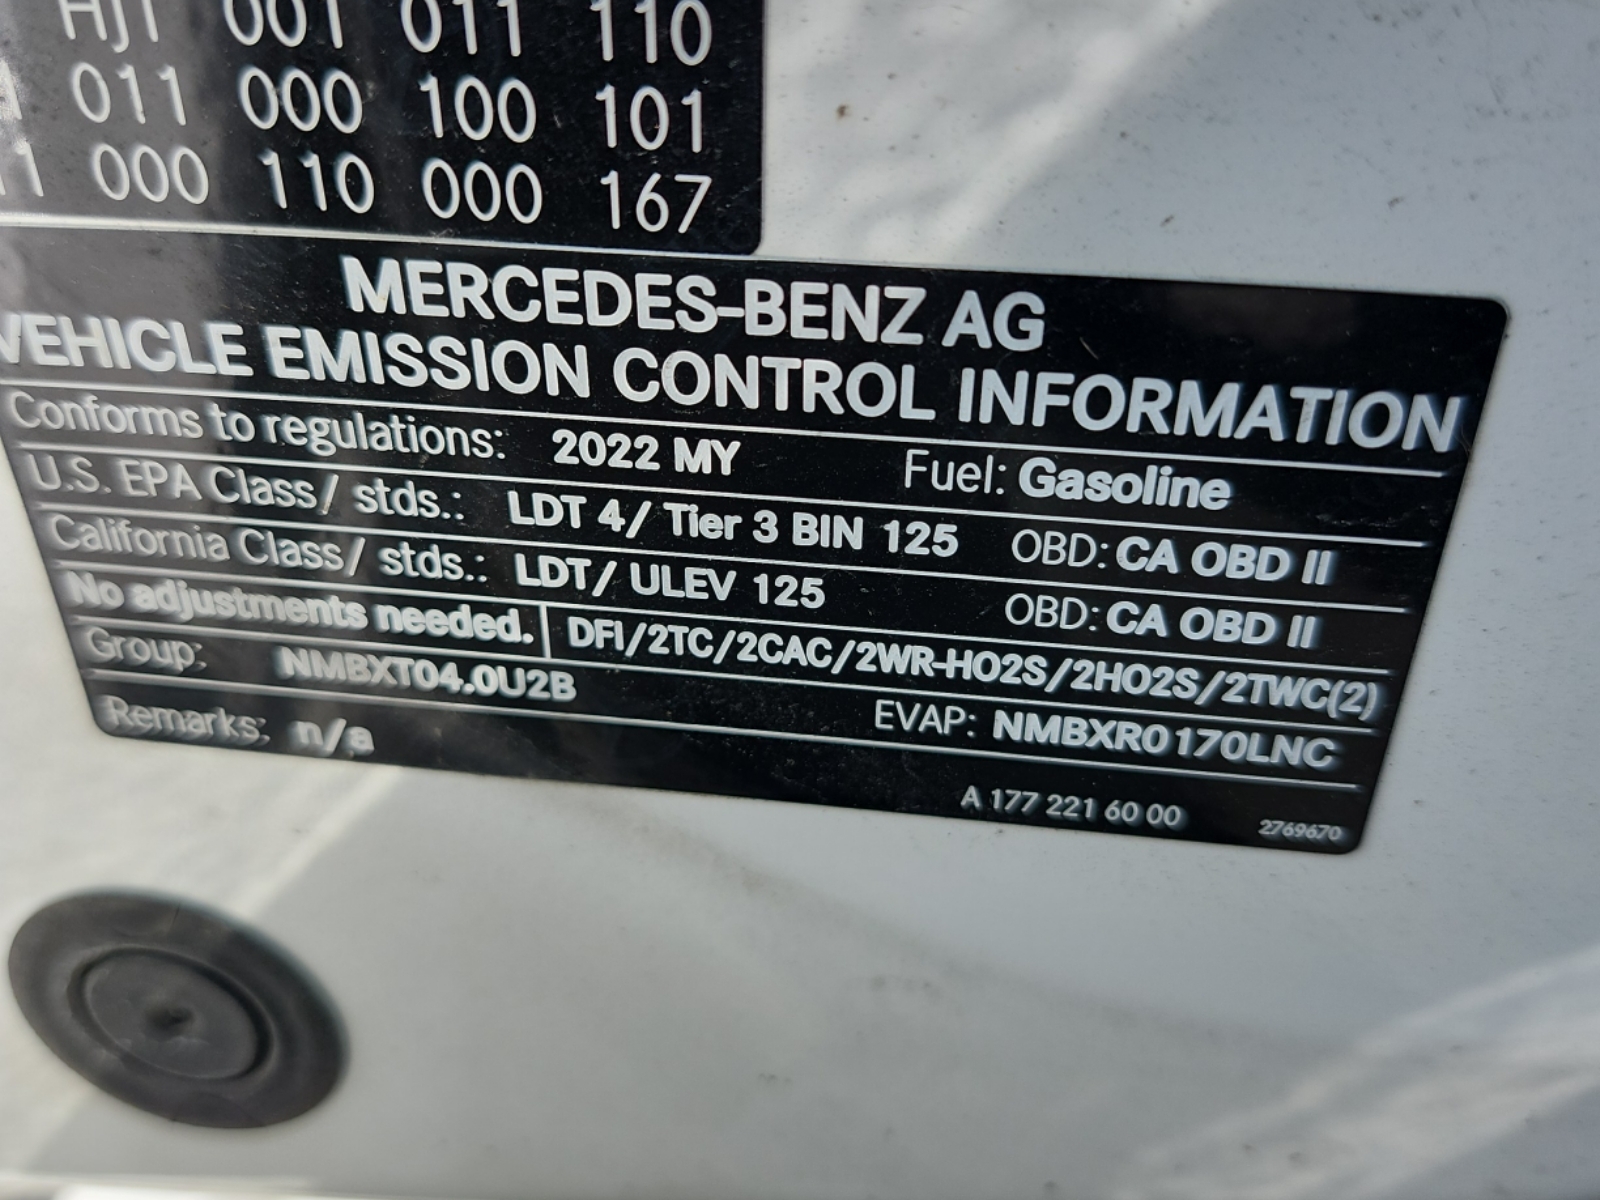 HJ1 001 011 110
011 000 100 101
11 000 110 000 167
MERCEDES-BENZ AG
VEHICLE EMISSION CONTROL INFORMATION
Conforms to regulations: 2022 MY Fuel: Gasoline
U.S. EPA Class/ stds.: LDT 4/ Tier 3 BIN 125 OBD: CA OBD II
California Class/ stds.: LDT/ ULEV 125 OBD: CA OBD II
No adjustments needed. DFI/2TC/2CAC/2WR-HO2S/2HO2S/2TWC(2)
Group: NMBXT04.0U2B EVAP: NMBXR0170LNC
Remarks: n/a
A 177 221 60 00 2769670